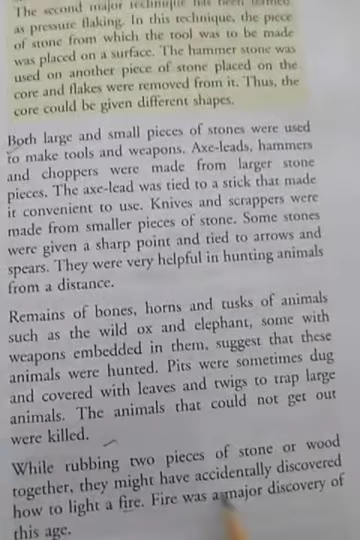 The second major technique has been termed
as pressure flaking. In this technique, the piece
of stone from which the tool was to be made
was placed on a surface. The hammer stone was
used on another piece of stone placed on the
core and flakes were removed from it. Thus, the
core could be given different shapes.
Both large and small pieces of stones were used
to make tools and weapons. Axe-leads, hammers
and choppers were made from larger stone
pieces. The axe-lead was tied to a stick that made
it convenient to use. Knives and scrappers were
made from smaller pieces of stone. Some stones
were given a sharp point and tied to arrows and
spears. They were very helpful in hunting animals
from a distance.
Remains of bones, horns and tusks of animals
such as the wild ox and elephant, some with
weapons embedded in them, suggest that these
animals were hunted. Pits were sometimes dug
and covered with leaves and twigs to trap large
animals. The animals that could not get out
were killed.
While rubbing two pieces of stone or wood
together, they might have accidentally discovered
how to light a fire. Fire was a major discovery of
this age.